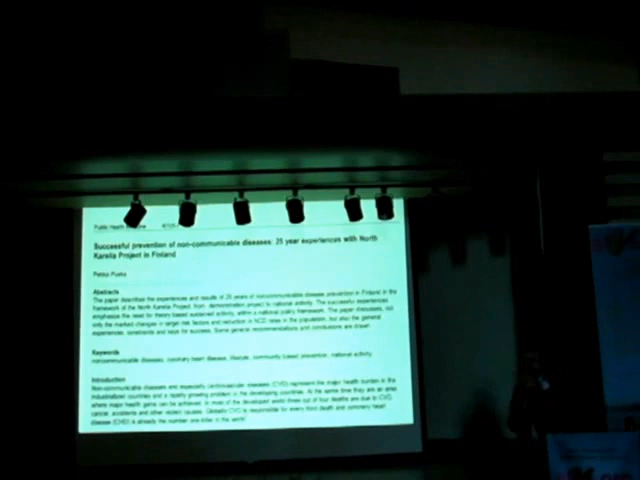 Public Health Medicine
Successful prevention of non-communicable diseases: 25 year experiences with North
Karelia Project in Finland
Pekka Puska
Abstracts
The paper describes the experiences and results of 25 years of noncommunicable disease prevention in Finland in the
framework of the North Karelia Project, from demonstration project to national activity. The successful experiences
emphasize the need for theory based sustained activity, within a national policy framework. The paper discusses, not
only the marked changes in target risk factors and reduction in NCD rates in the population, but also the general
experiences, constraints and keys for success. Some general recommendations and conclusions are drawn.
Keywords
noncommunicable diseases, coronary heart disease, lifestyle, community based prevention, national activity
Introduction
Non-communicable diseases and especially cardiovascular diseases (CVD) represent the major health burden in the
industrialized countries and a rapidly growing problem in the developing countries. At the same time they are an area
where major health gains can be achieved. In most of the developed world three out of four deaths are due to CVD,
cancer, accidents and other violent causes. Globally CVD is responsible for every third death and coronary heart
disease (CHD) is already the number one killer in the world